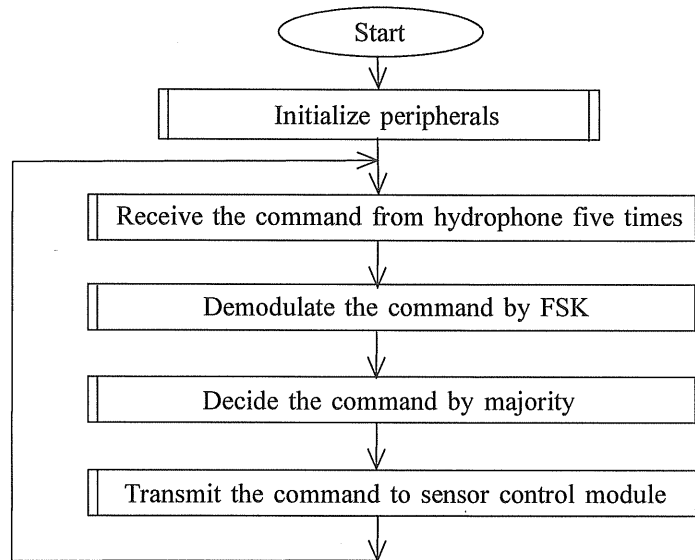 Start
Initialize peripherals
Receive the command from hydrophone five times
Demodulate the command by FSK
Decide the command by majority
Transmit the command to sensor control module